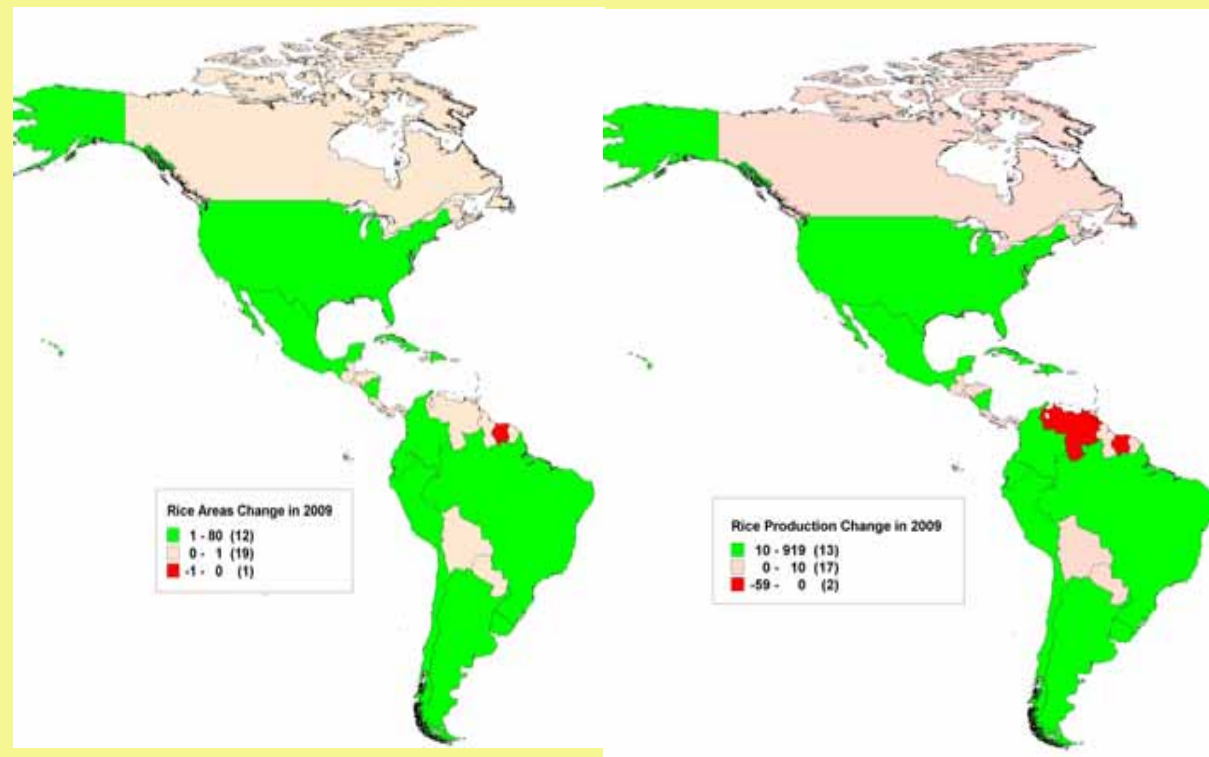 Rice Areas Change in 2009
1 - 80 (12)
0 - 1 (19)
-1 - 0 (1)
Rice Production Change in 2009
10 - 919 (13)
0 - 10 (17)
-59 - 0 (2)